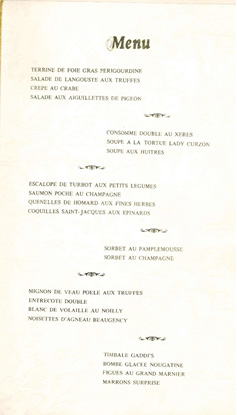 Menu
TERRINE DE FOIE GRAS PERIGOURDINE
SALADE DE LANGOUSTE AUX TRUFFES
CREPE AU CRABE
SALADE AUX AIGUILLETTES DE PIGEON
CONSOMME DOUBLE AU XERES
SOUPE A LA TORTUE LADY CURZON
SOUPE AUX HUITRES
ESCALOPE DE TURBOT AUX PETITS LEGUMES
SAUMON POCHE AU CHAMPAGNE
QUENELLES DE HOMARD AUX FINES HERBES
COQUILLES SAINT-JACQUES AUX EPINARDS
SORBET AU PAMPLEMOUSSE
SORBET AU CHAMPAGNE
MIGNON DE VEAU POELE AUX TRUFFES
ENTRECOTE DOUBLE
BLANC DE VOLAILLE AU NOILLY
NOISETTES D'AGNEAU BEAUGENCY
TIMBALE GADDI'S
BOMBE GLACEE NOUGATINE
FIGUES AU GRAND MARNIER
MARRONS SURPRISE